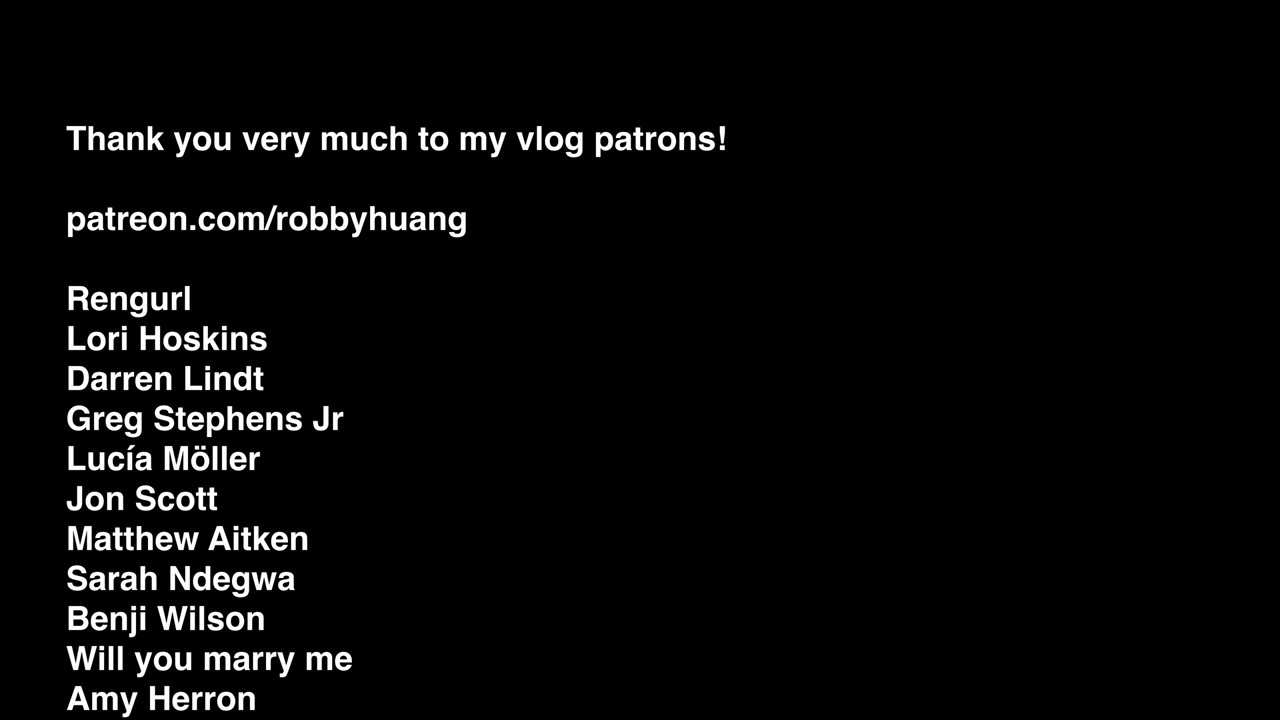 Thank you very much to my vlog patrons!
patreon.com/robbyhuang
Rengurl
Lori Hoskins
Darren Lindt
Greg Stephens Jr
Lucía Möller
Jon Scott
Matthew Aitken
Sarah Ndegwa
Benji Wilson
Will you marry me
Amy Herron